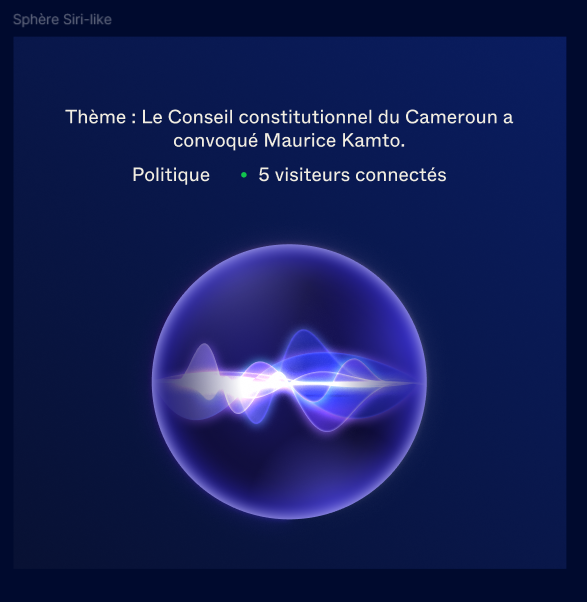 Sphère Siri-like
Thème : Le Conseil constitutionnel du Cameroun a
convoqué Maurice Kamto.
Politique • 5 visiteurs connectés